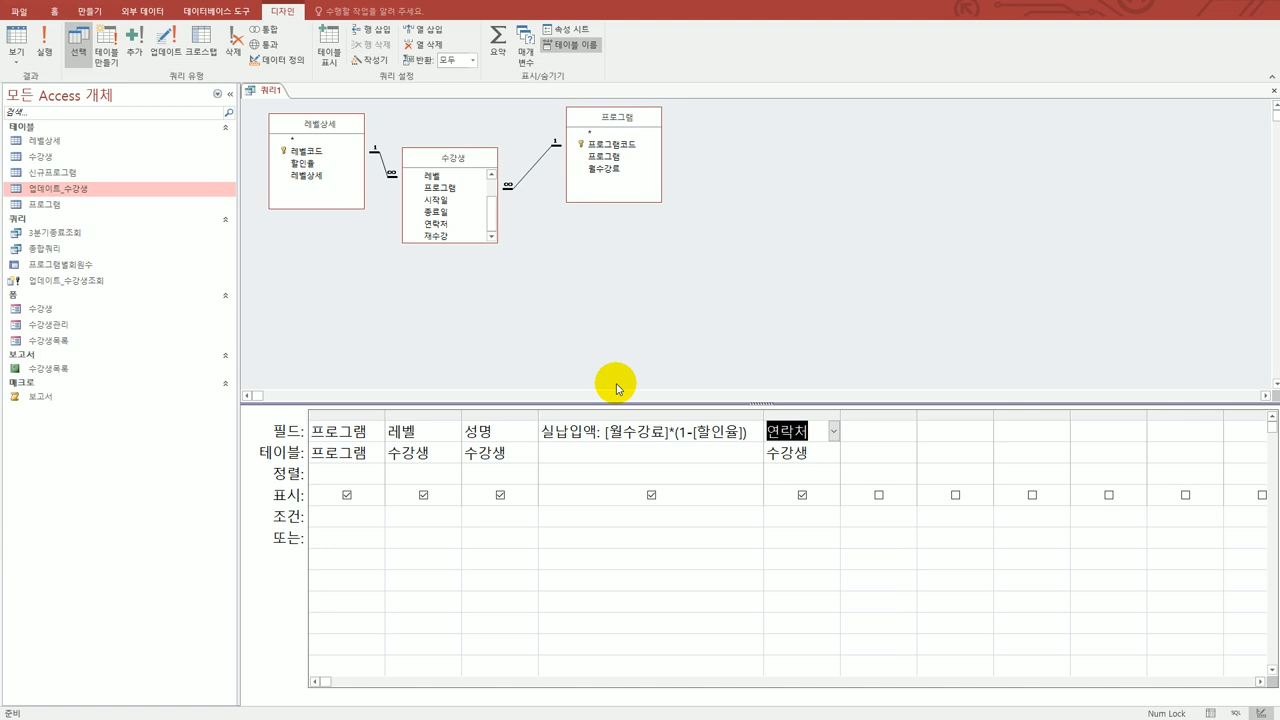 파일 홈 만들기 외부 데이터 데이터베이스 도구 디자인 수행할 작업을 알려 주세요.
보기 실행 선택 테이블 만들기 추가 업데이트 크로스탭 삭제 통합 통과 데이터 정의 테이블 표시 행 삽입 행 삭제 작성기 열 삽입 열 삭제 반환: 모두 요약 매개 변수 속성 시트 테이블 이름
결과 쿼리 유형 쿼리 설정 표시/숨기기
모든 Access 개체
검색...
테이블
레벨상세
수강생
신규프로그램
업데이트_수강생
프로그램
쿼리
3분기종료조회
종합쿼리
프로그램별회원수
업데이트_수강생조회
폼
수강생
수강생관리
수강생목록
보고서
수강생목록
매크로
보고서
쿼리1
레벨상세
*
레벨코드
할인율
레벨상세
1
∞
수강생
레벨
프로그램
시작일
종료일
연락처
재수강
∞
1
프로그램
*
프로그램코드
프로그램
월수강료
필드: 프로그램 레벨 성명 실납입액: [월수강료]*(1-[할인율]) 연락처
테이블: 프로그램 수강생 수강생 수강생
정렬:
표시:
조건:
또는:
준비 Num Lock SQL